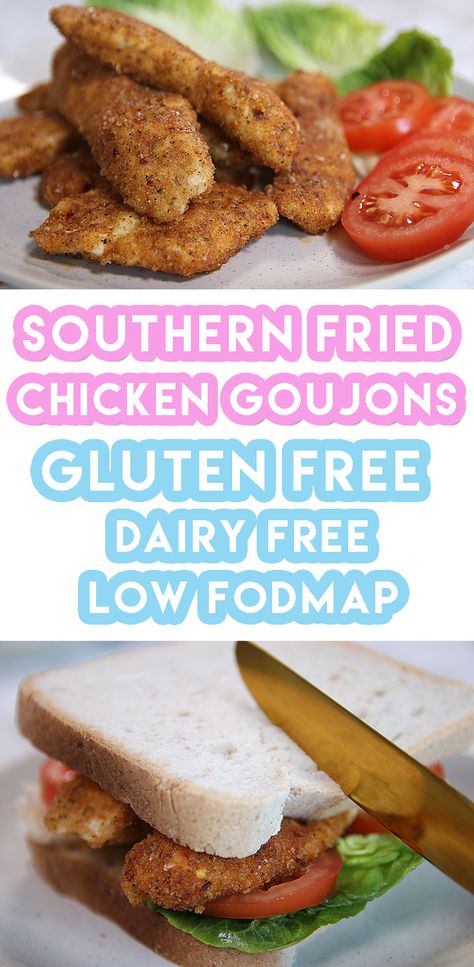 SOUTHERN FRIED
CHICKEN GOUJONS
GLUTEN FREE
DAIRY FREE
LOW FODMAP